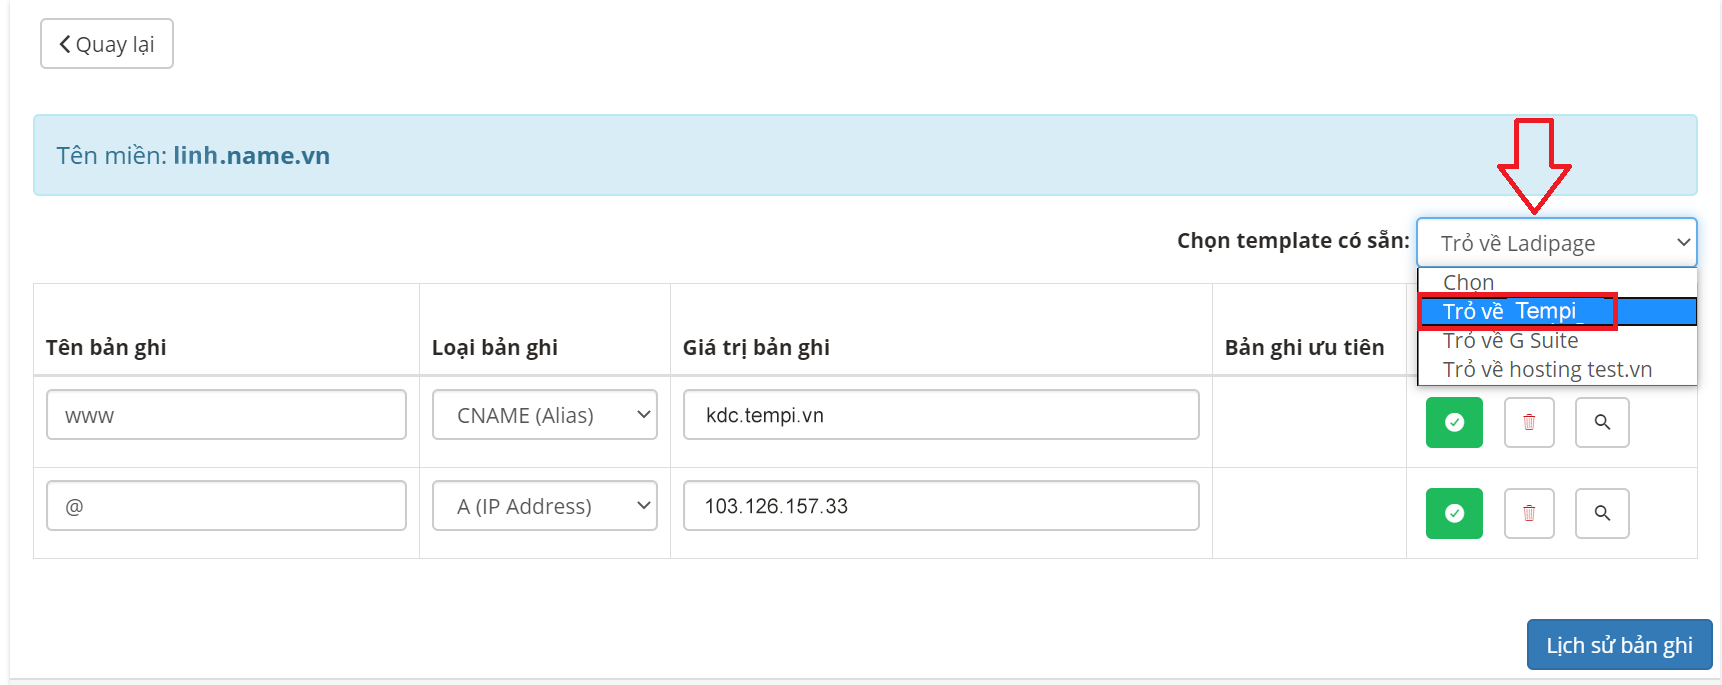 Quay lại
Tên miền: linh.name.vn
Chọn template có sẵn: Trỏ về Ladipage
Chọn
Trỏ về Tempi
Trỏ về G Suite
Trỏ về hosting test.vn
Tên bản ghi Loại bản ghi Giá trị bản ghi Bản ghi ưu tiên
www CNAME (Alias) kdc.tempi.vn
@ A (IP Address) 103.126.157.33
Lịch sử bản ghi